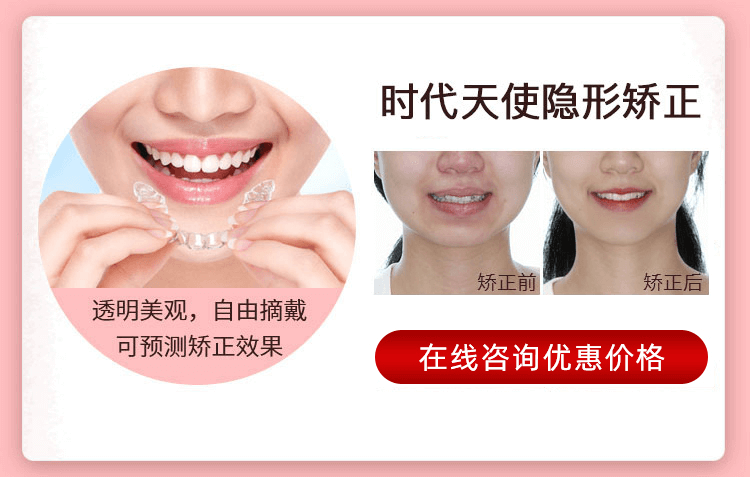 时代天使隐形矫正
矫正前
矫正后
透明美观，自由摘戴
可预测矫正效果
在线咨询优惠价格